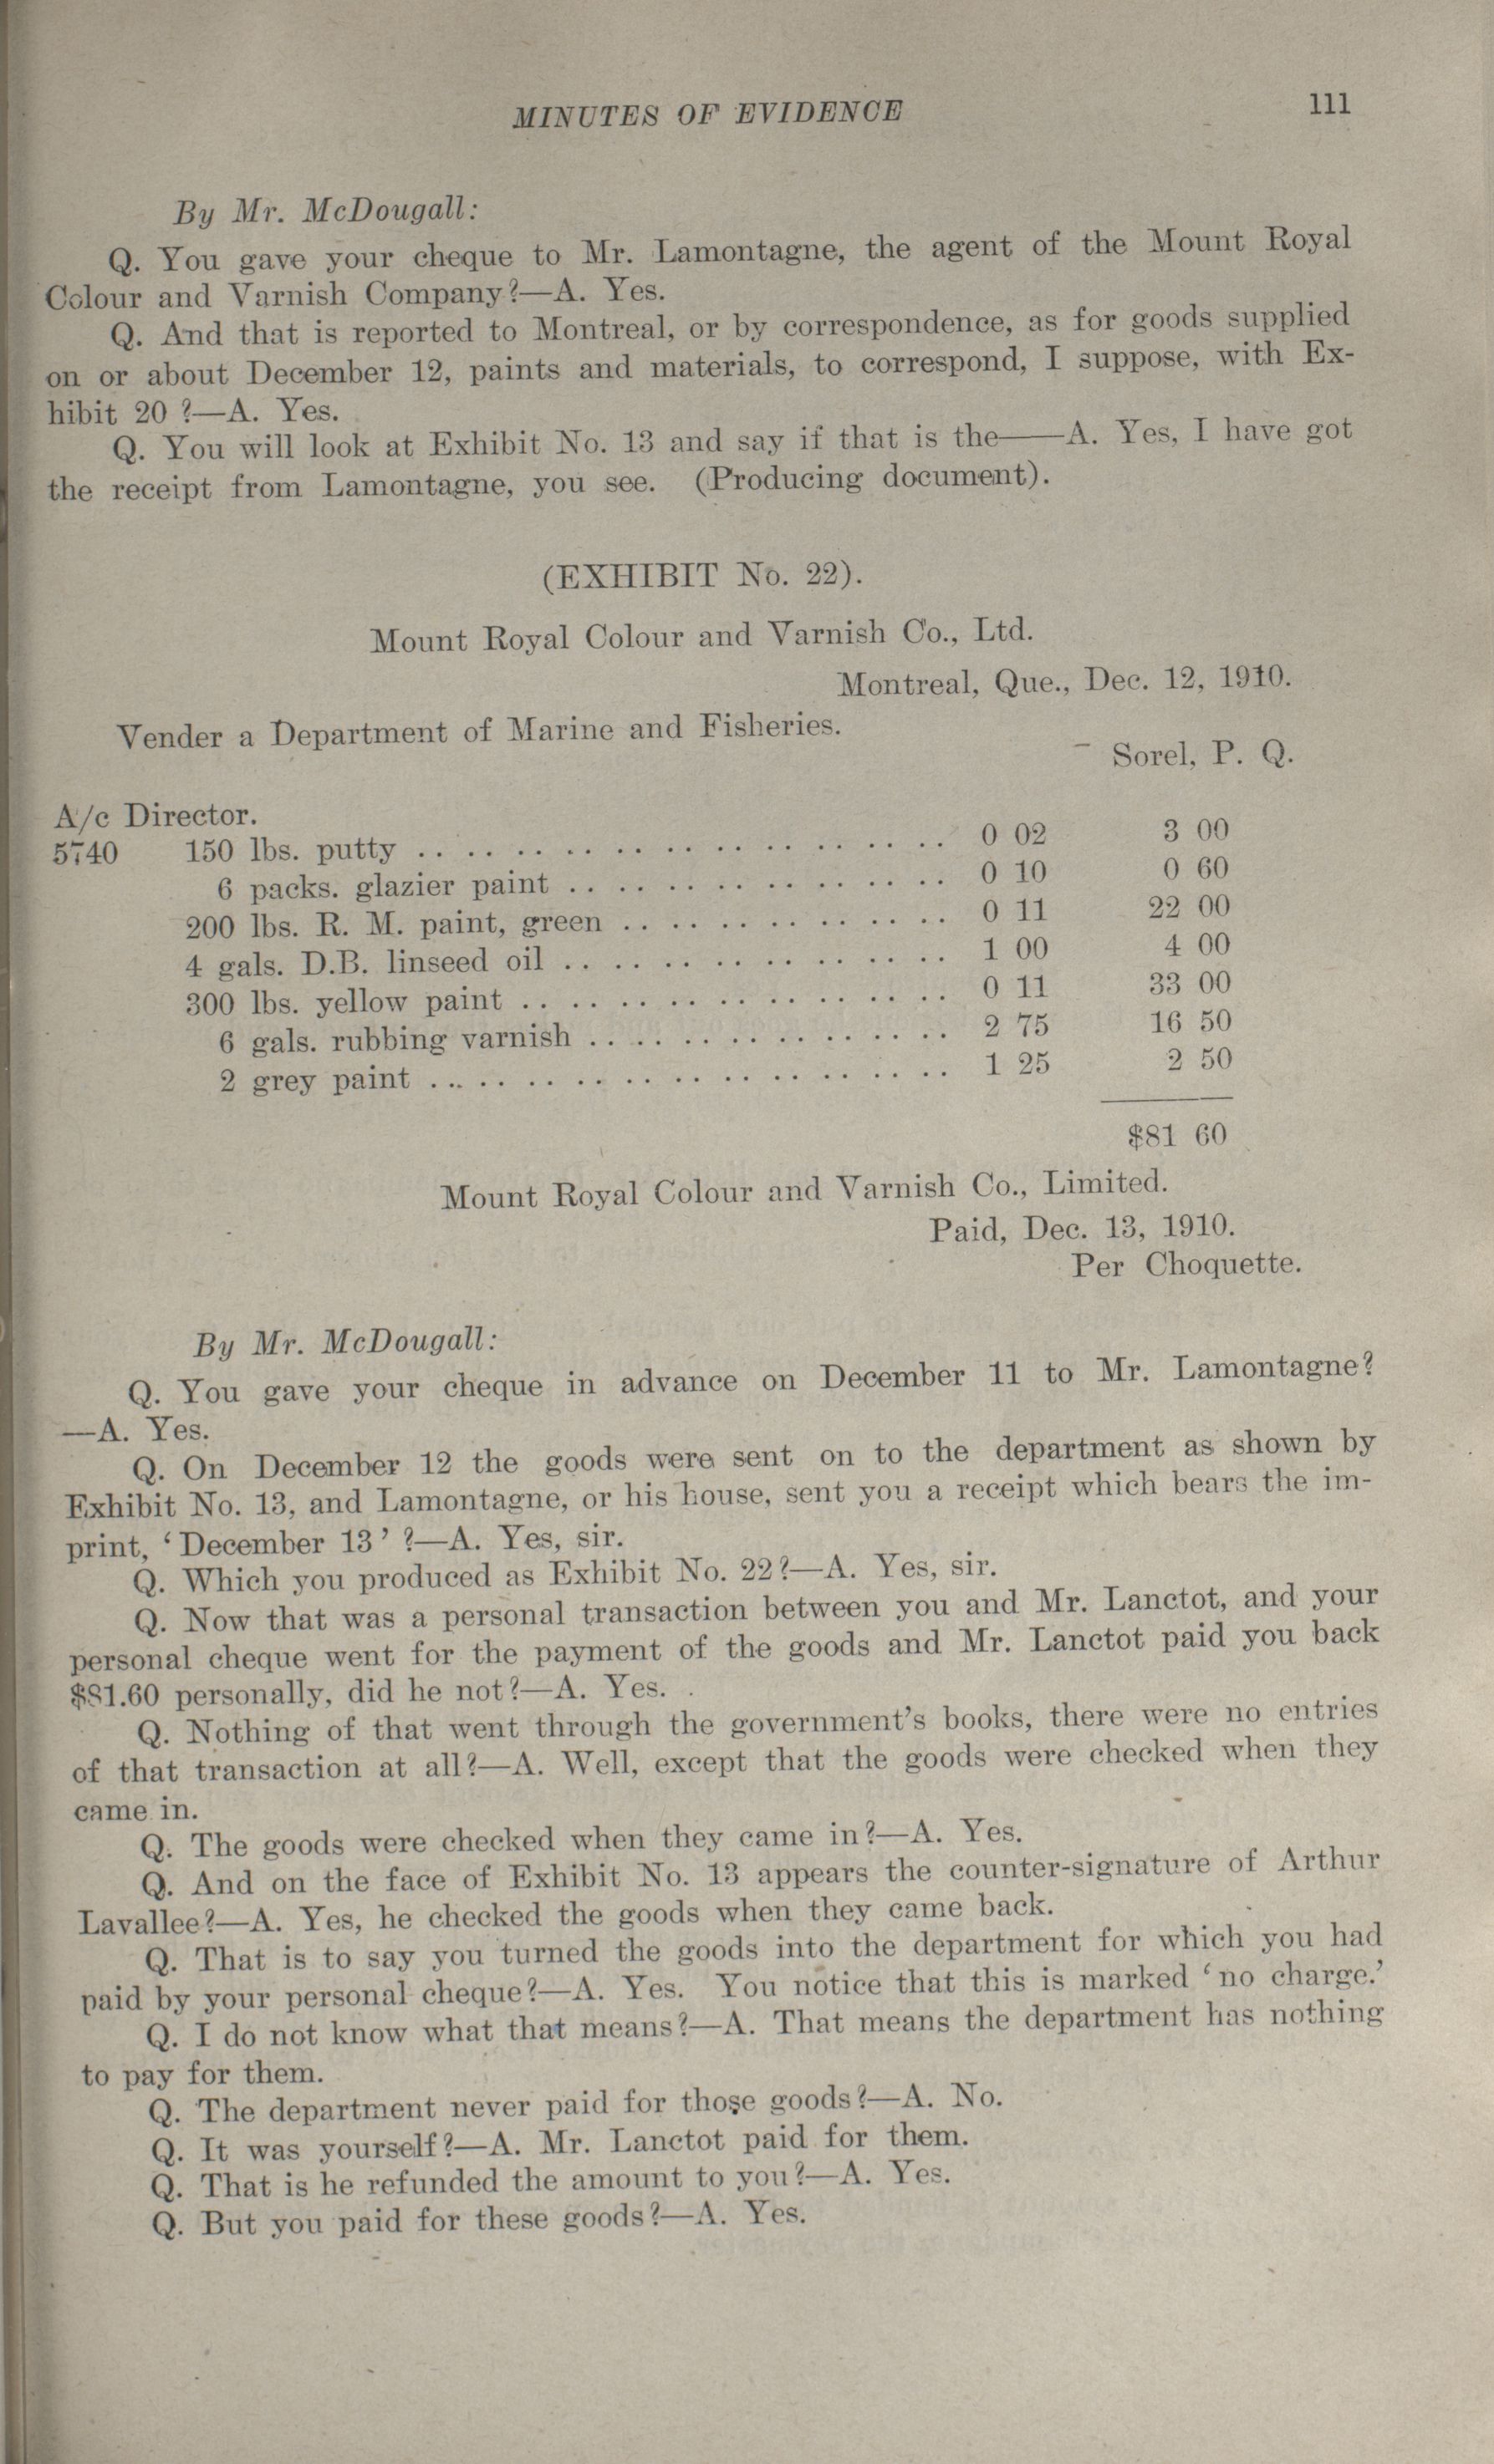 MINUTES OF EVIDENCE 111
By Mr. McDougall:
Q. You gave your cheque to Mr. Lamontagne, the agent of the Mount Royal
Colour and Varnish Company?—A. Yes.
Q. And that is reported to Montreal, or by correspondence, as for goods supplied
on or about December 12, paints and materials, to correspond, I suppose, with Ex-
hibit 20 ?—A. Yes.
Q. You will look at Exhibit No. 13 and say if that is the——A. Yes, I have got
the receipt from Lamontagne, you see. (Producing document).
(EXHIBIT No. 22).
Mount Royal Colour and Varnish Co., Ltd.
Montreal, Que., Dec. 12, 1910.
Vender a Department of Marine and Fisheries.
Sorel, P. Q.
A/c Director.
5740 150 lbs. putty . . . . . . . . . . . . . . . . . . . . . . 0 02 3 00
6 packs. glazier paint . . . . . . . . . . . . . . . . 0 10 0 60
200 lbs. R. M. paint, green . . . . . . . . . . . . . . 0 11 22 00
4 gals. D.B. linseed oil . . . . . . . . . . . . . . . . 1 00 4 00
300 lbs. yellow paint . . . . . . . . . . . . . . . . . . 0 11 33 00
6 gals. rubbing varnish . . . . . . . . . . . . . . . 2 75 16 50
2 grey paint . . . . . . . . . . . . . . . . . . . . . . 1 25 2 50
$81 60
Mount Royal Colour and Varnish Co., Limited.
Paid, Dec. 13, 1910.
Per Choquette.
By Mr. McDougall:
Q. You gave your cheque in advance on December 11 to Mr. Lamontagne?
—A. Yes.
Q. On December 12 the goods were sent on to the department as shown by
Exhibit No. 13, and Lamontagne, or his house, sent you a receipt which bears the im-
print, ‘ December 13 ’ ?—A. Yes, sir.
Q. Which you produced as Exhibit No. 22?—A. Yes, sir.
Q. Now that was a personal transaction between you and Mr. Lanctot, and your
personal cheque went for the payment of the goods and Mr. Lanctot paid you back
$81.60 personally, did he not?—A. Yes.
Q. Nothing of that went through the government's books, there were no entries
of that transaction at all?—A. Well, except that the goods were checked when they
came in.
Q. The goods were checked when they came in?—A. Yes.
Q. And on the face of Exhibit No. 13 appears the counter-signature of Arthur
Lavallee?—A. Yes, he checked the goods when they came back.
Q. That is to say you turned the goods into the department for which you had
paid by your personal cheque?—A. Yes. You notice that this is marked ‘ no charge.’
Q. I do not know what that means?—A. That means the department has nothing
to pay for them.
Q. The department never paid for those goods?—A. No.
Q. It was yourself?—A. Mr. Lanctot paid for them.
Q. That is he refunded the amount to you?—A. Yes.
Q. But you paid for these goods?—A. Yes.